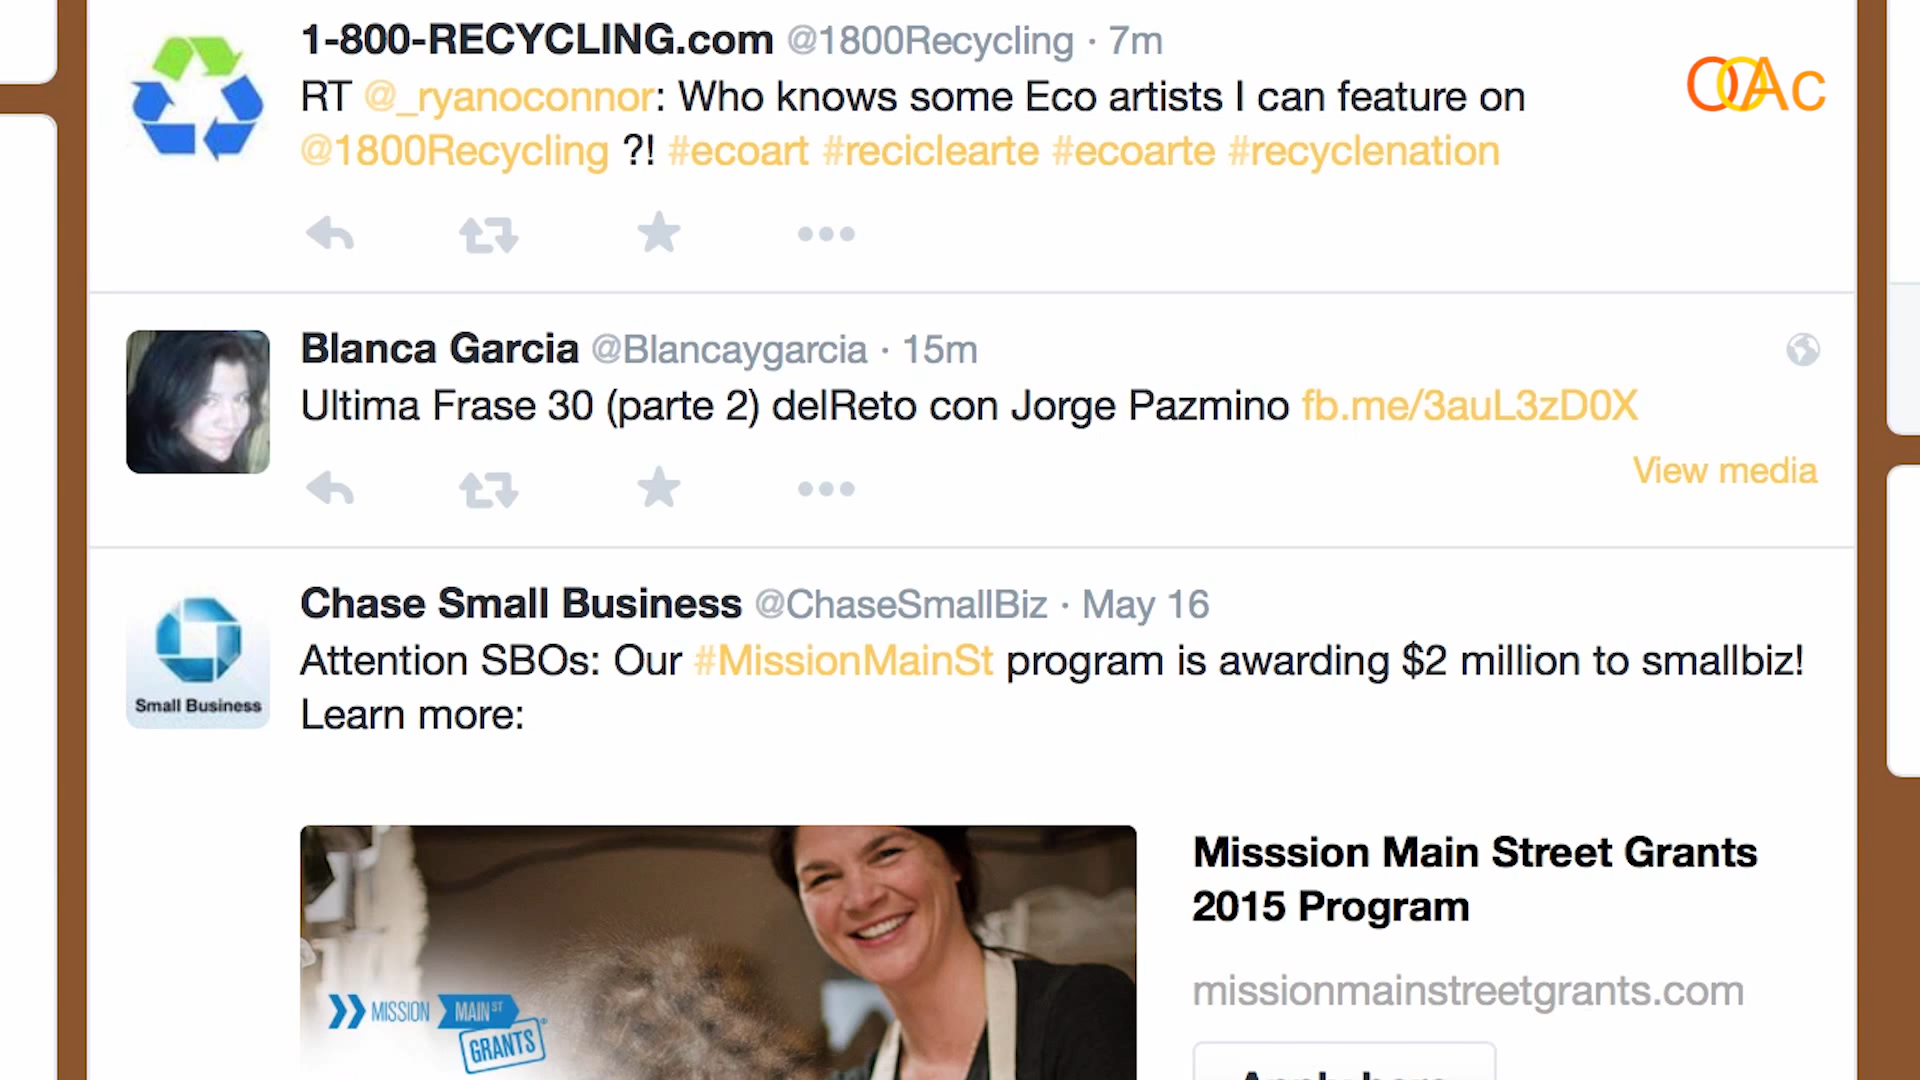 1-800-RECYCLING.com @1800Recycling · 7m
OOAc
RT @_ryanoconnor: Who knows some Eco artists I can feature on
@1800Recycling ?! #ecoart #reciclearte #ecoarte #recyclenation
Blanca Garcia @Blancaygarcia · 15m
Ultima Frase 30 (parte 2) delReto con Jorge Pazmino fb.me/3auL3zD0X
View media
Chase Small Business @ChaseSmallBiz · May 16
Attention SBOs: Our #MissionMainSt program is awarding $2 million to smallbiz!
Learn more:
Small Business
Misssion Main Street Grants
2015 Program
missionmainstreetgrants.com
MISSION MAIN ST
GRANTS
Apply here